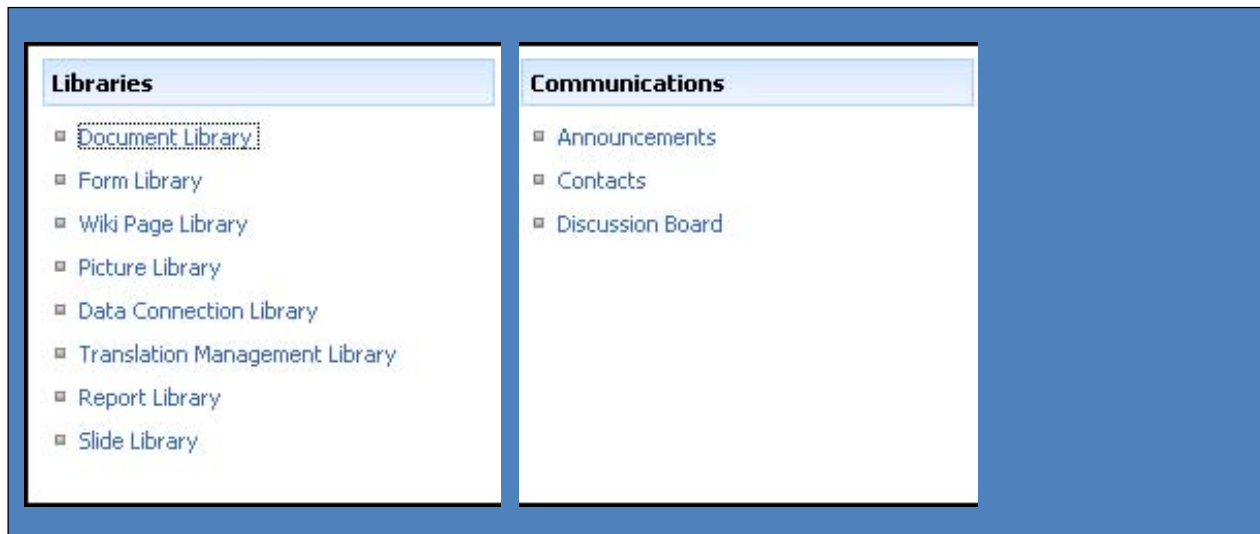 Libraries
Document Library
Form Library
Wiki Page Library
Picture Library
Data Connection Library
Translation Management Library
Report Library
Slide Library
Communications
Announcements
Contacts
Discussion Board